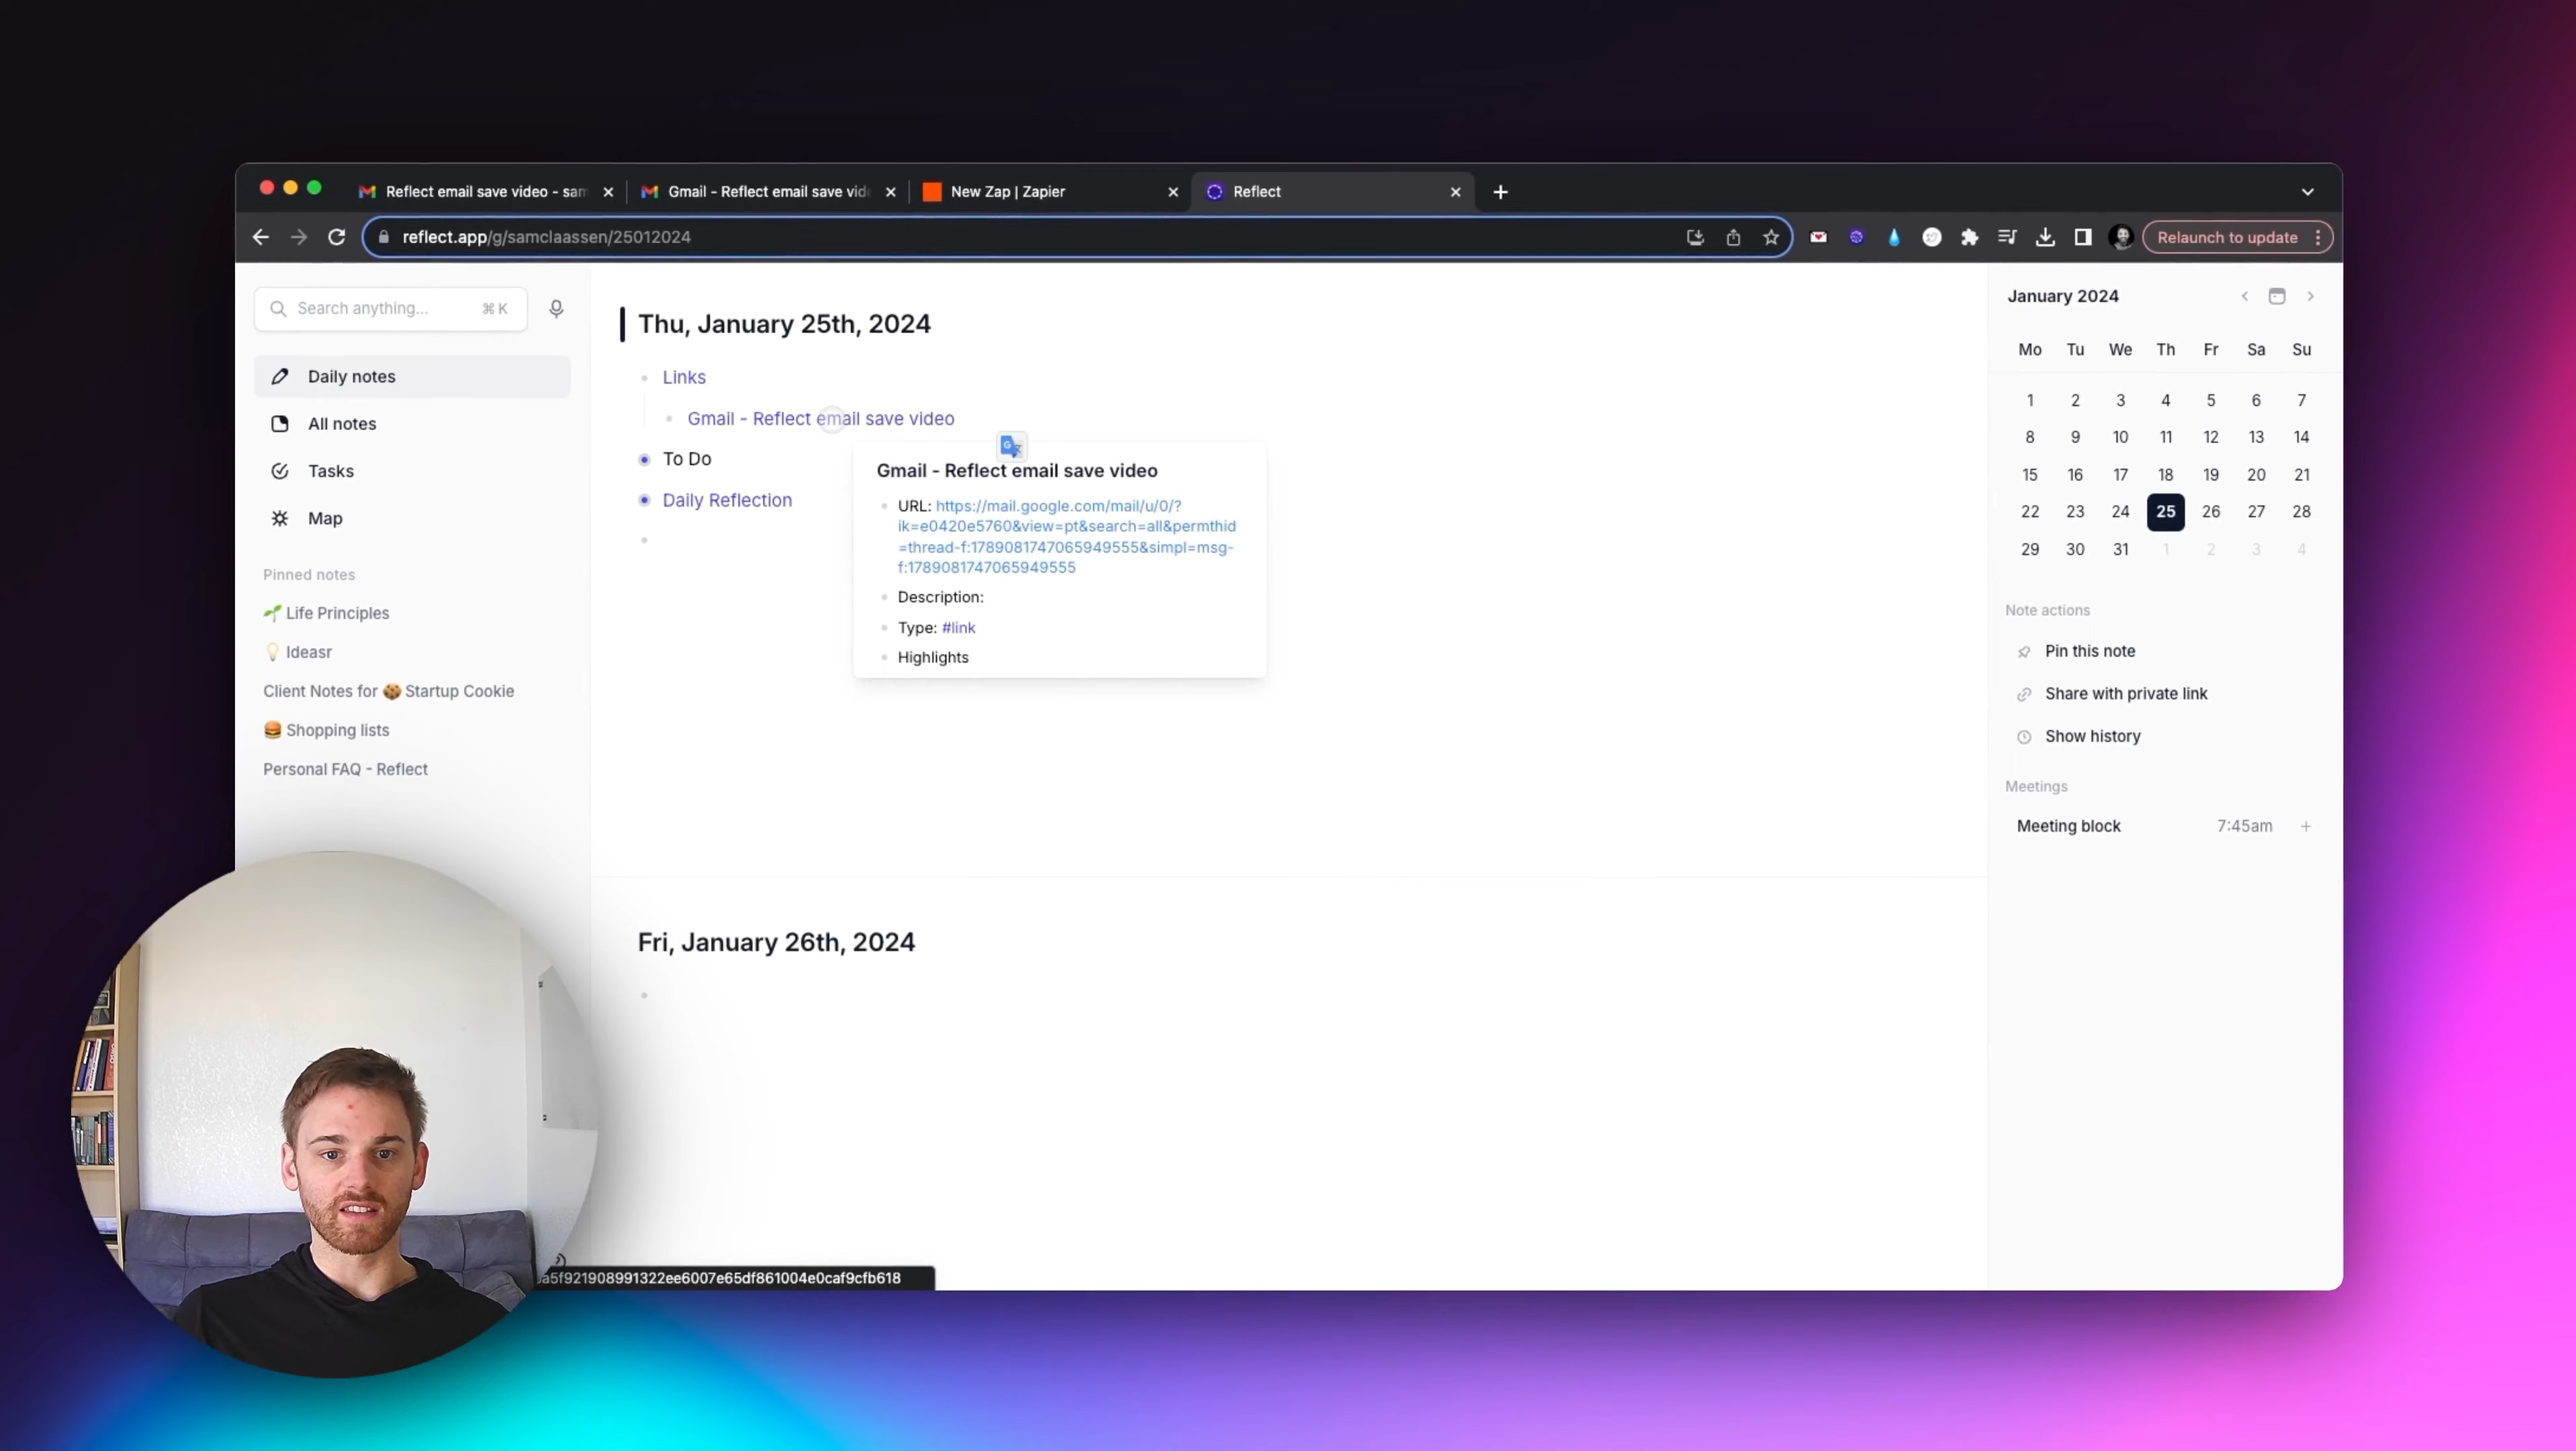 Reflect email save video - sam
Gmail - Reflect email save vide
New Zap | Zapier
Reflect
reflect.app/g/samclaassen/25012024
Relaunch to update
Search anything...
⌘ K
Daily notes
All notes
Tasks
Map
Pinned notes
🌱 Life Principles
💡 Ideasr
Client Notes for 🍪 Startup Cookie
🍔 Shopping lists
Personal FAQ - Reflect
Thu, January 25th, 2024
Links
Gmail - Reflect email save video
To Do
Daily Reflection
Gmail - Reflect email save video
URL: https://mail.google.com/mail/u/0/?
ik=e0420e5760&view=pt&search=all&permthid
=thread-f:1789081747065949555&simpl=msg-
f:1789081747065949555
Description:
Type: #link
Highlights
Fri, January 26th, 2024
a5f921908991322ee6007e65df861004e0caf9cfb618
January 2024
Mo Tu We Th Fr Sa Su
1 2 3 4 5 6 7
8 9 10 11 12 13 14
15 16 17 18 19 20 21
22 23 24 25 26 27 28
29 30 31 1 2 3 4
Note actions
Pin this note
Share with private link
Show history
Meetings
Meeting block 7:45am +